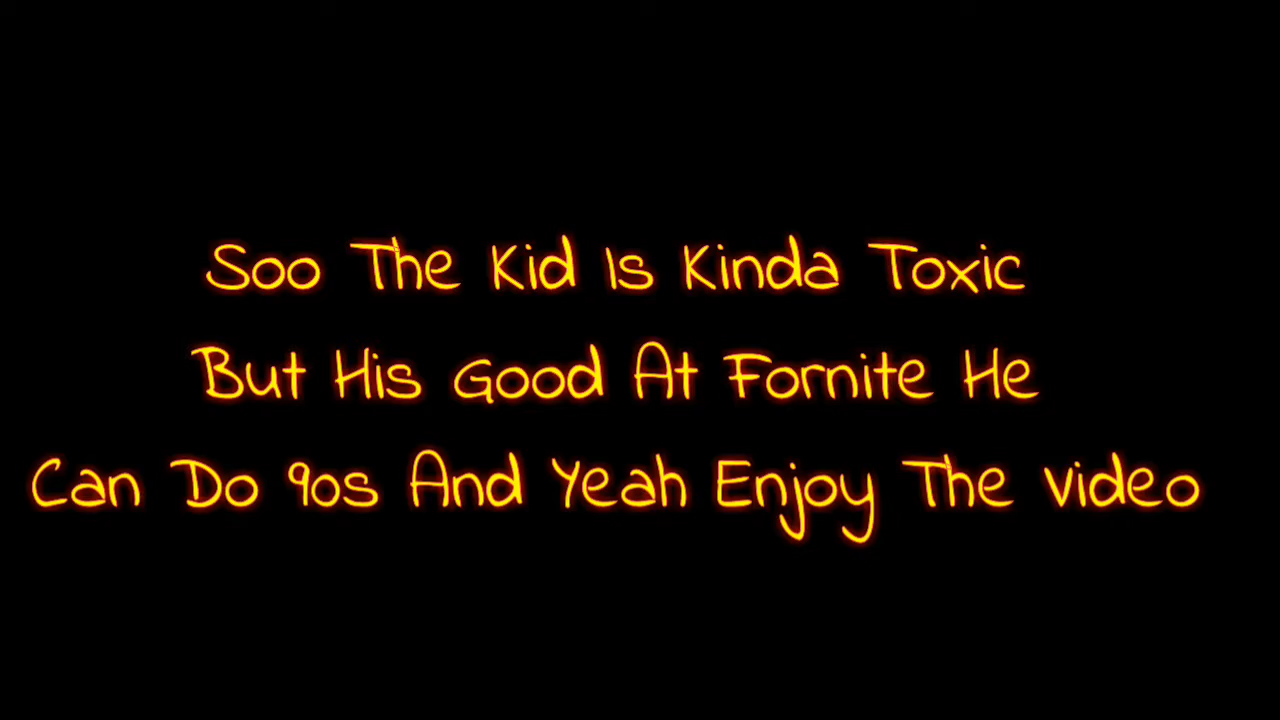 Soo The Kid Is Kinda Toxic
But His Good At Fornite He
Can Do 90s And Yeah Enjoy The Video